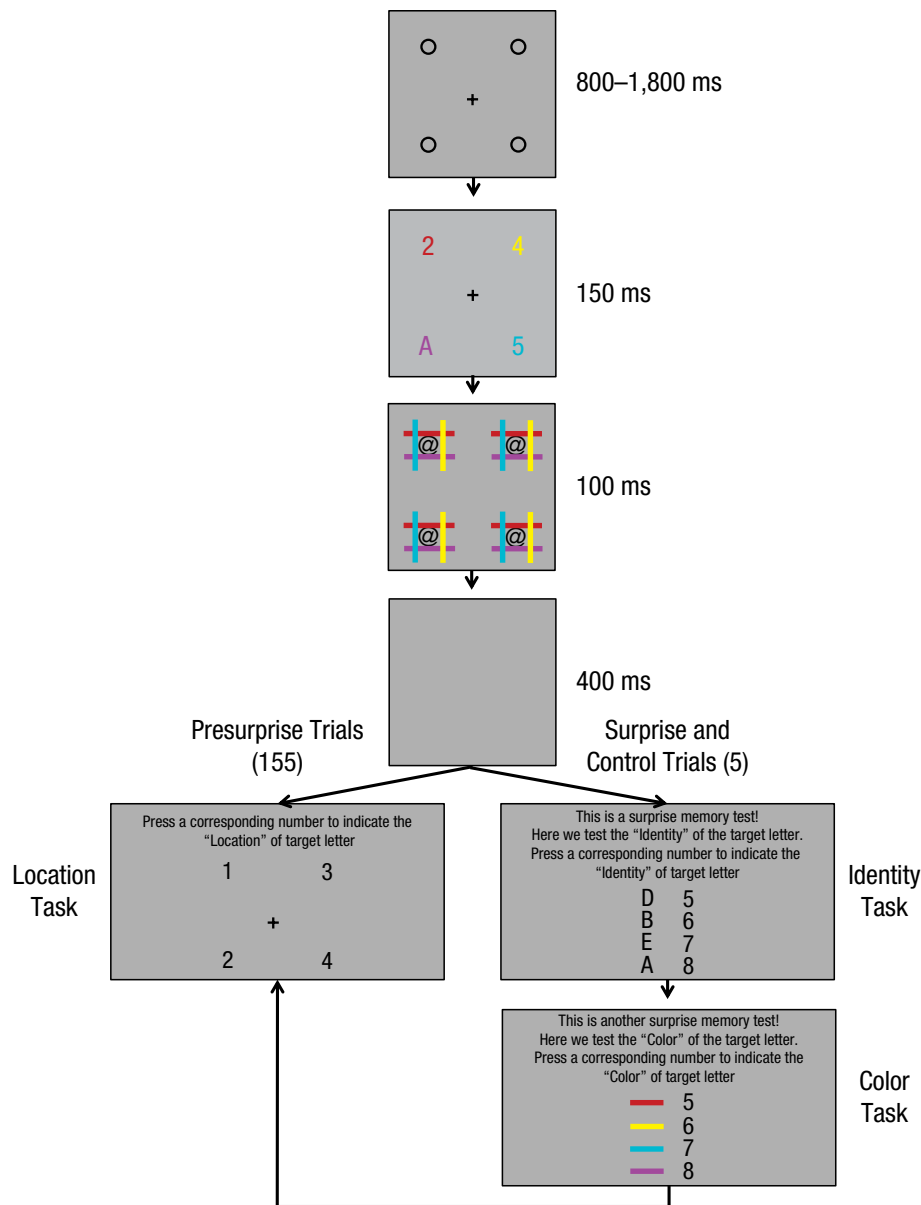 +
800–1,800 ms
2 4
+
150 ms
A 5
@ @
100 ms
@ @
400 ms
Presurprise Trials
(155)
Surprise and
Control Trials (5)
Location
Task
Press a corresponding number to indicate the
“Location” of target letter
1 3
+
2 4
This is a surprise memory test!
Here we test the “Identity” of the target letter.
Press a corresponding number to indicate the
“Identity” of target letter
D 5
B 6
E 7
A 8
Identity
Task
This is another surprise memory test!
Here we test the “Color” of the target letter.
Press a corresponding number to indicate the
“Color” of target letter
5
6
7
8
Color
Task